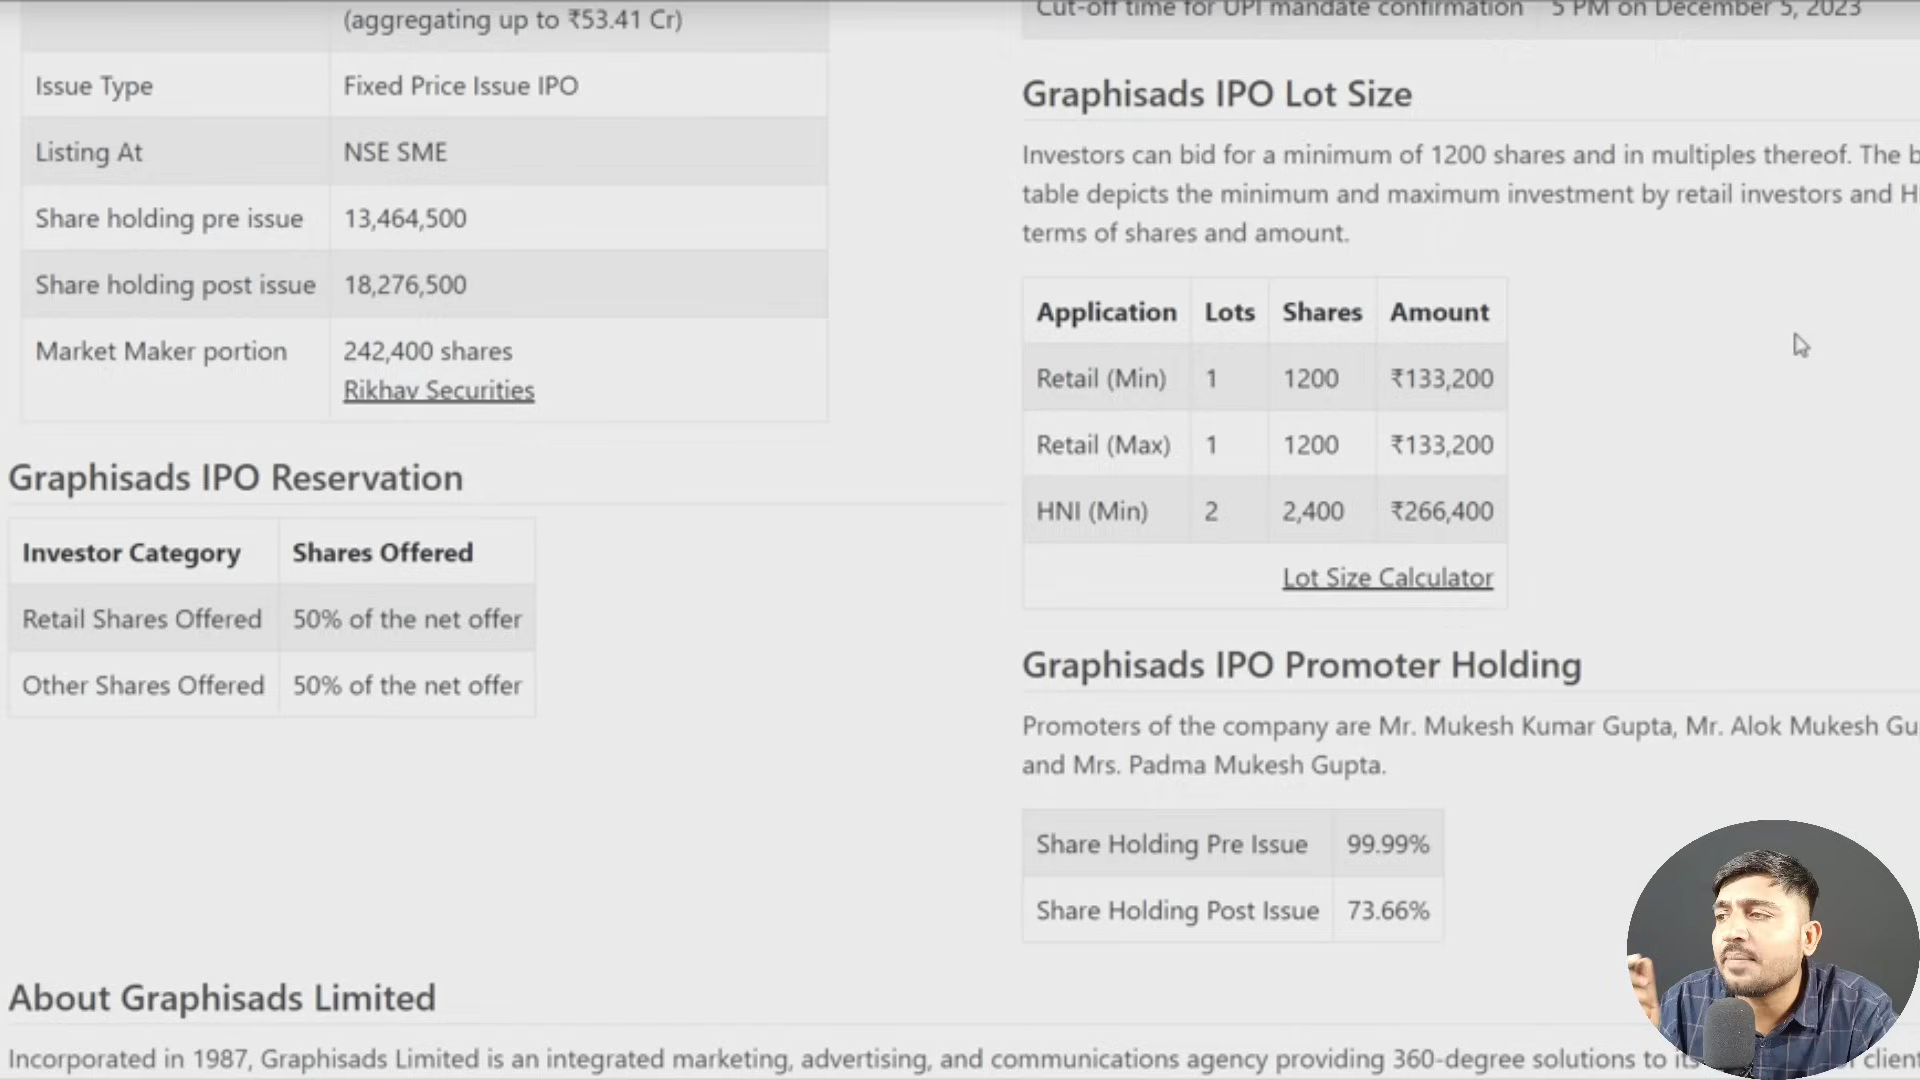 (aggregating up to ₹53.41 Cr)
Issue Type Fixed Price Issue IPO
Listing At NSE SME
Share holding pre issue 13,464,500
Share holding post issue 18,276,500
Market Maker portion 242,400 shares
Rikhav Securities
Graphisads IPO Reservation
Investor Category Shares Offered
Retail Shares Offered 50% of the net offer
Other Shares Offered 50% of the net offer
Cut-off time for UPI mandate confirmation 5 PM on December 5, 2023
Graphisads IPO Lot Size
Investors can bid for a minimum of 1200 shares and in multiples thereof. The
table depicts the minimum and maximum investment by retail investors and
terms of shares and amount.
Application Lots Shares Amount
Retail (Min) 1 1200 ₹133,200
Retail (Max) 1 1200 ₹133,200
HNI (Min) 2 2,400 ₹266,400
Lot Size Calculator
Graphisads IPO Promoter Holding
Promoters of the company are Mr. Mukesh Kumar Gupta, Mr. Alok Mukesh
and Mrs. Padma Mukesh Gupta.
Share Holding Pre Issue 99.99%
Share Holding Post Issue 73.66%
About Graphisads Limited
Incorporated in 1987, Graphisads Limited is an integrated marketing, advertising, and communications agency providing 360-degree solutions to its